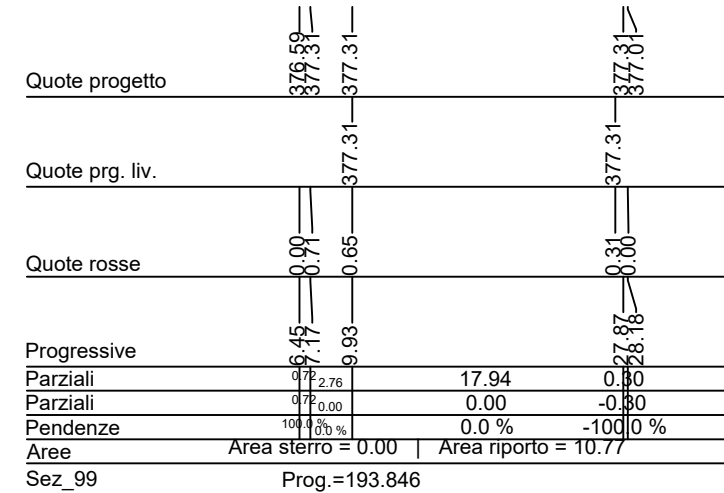 Quote progetto 376.59 377.31 377.31 377.31 377.01
Quote prg. liv. 377.31 377.31
Quote rosse 0.00 0.71 0.65 0.31 0.00
Progressive 6.45 7.17 9.93 27.87 28.18
Parziali 0.72 2.76 17.94 0.30
Parziali 0.72 0.00 0.00 -0.30
Pendenze 100.0 % 0.0 % 0.0 % -100.0 %
Aree Area sterro = 0.00 | Area riporto = 10.77
Sez_99 Prog.=193.846